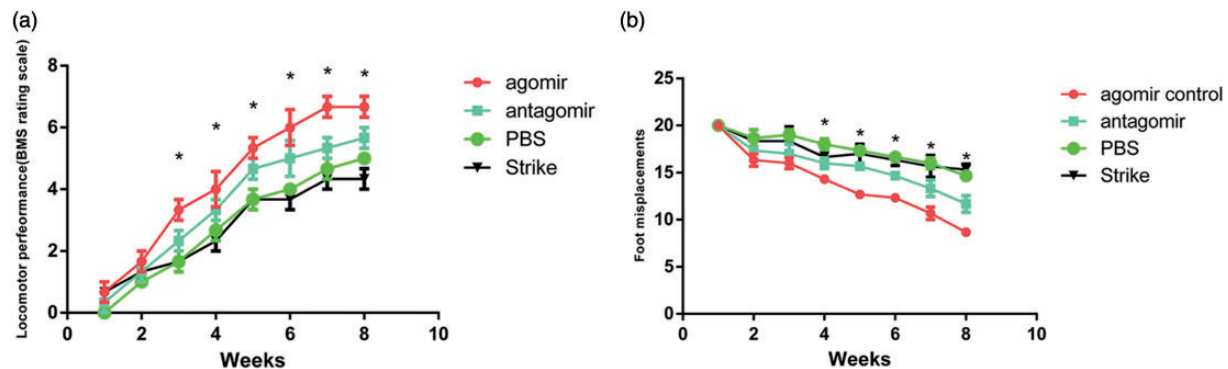 (a)
Locomotor perfeormance(BMS rating scale)
8
6
4
2
0
* * * * * *
0 2 4 6 8 10
Weeks
agomir
antagomir
PBS
Strike
(b)
Foot misplacements
25
20
15
10
5
0
* * * * *
0 2 4 6 8 10
Weeks
agomir control
antagomir
PBS
Strike